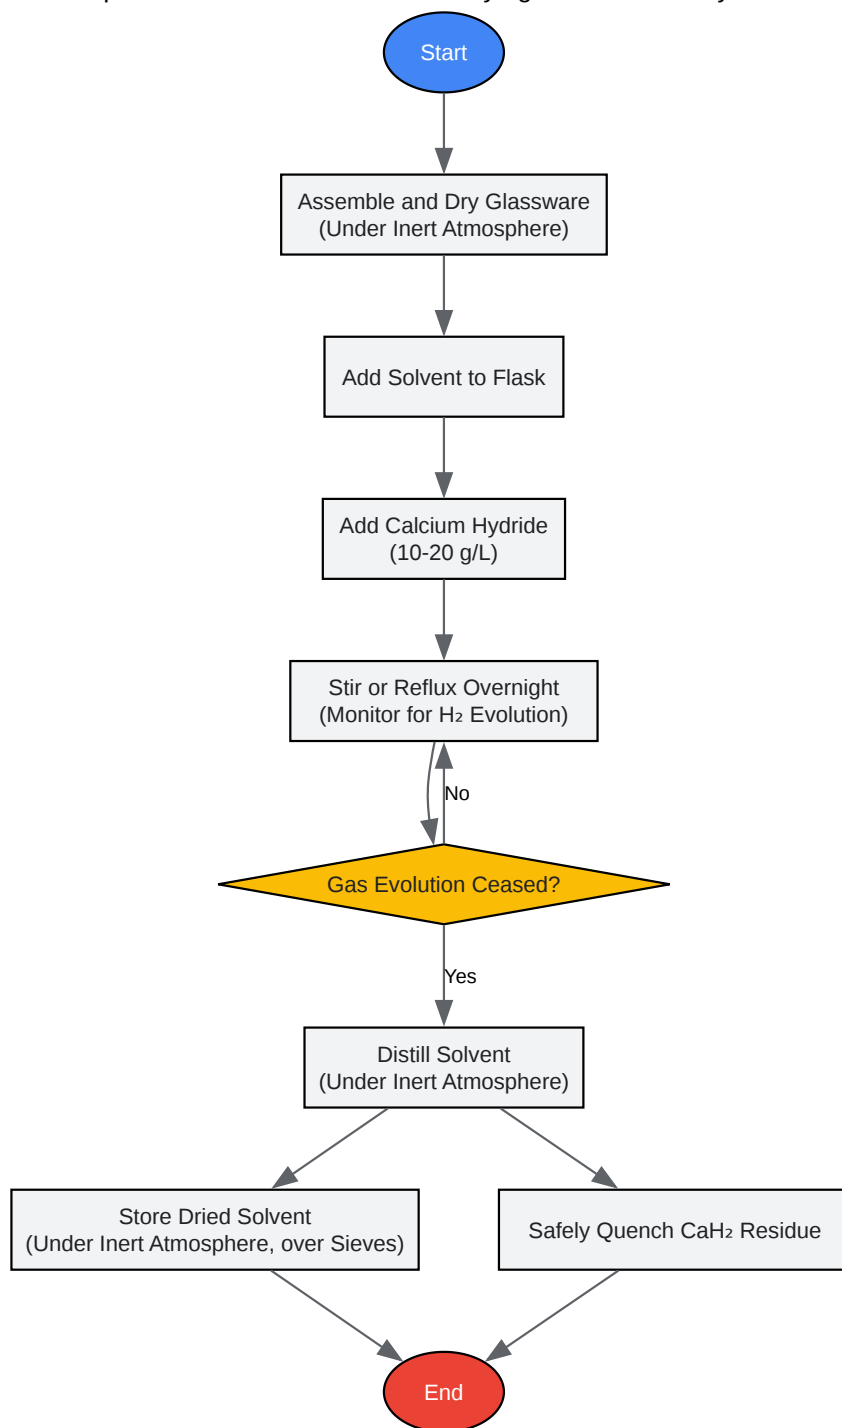 Start
Assemble and Dry Glassware
(Under Inert Atmosphere)
Add Solvent to Flask
Add Calcium Hydride
(10-20 g/L)
Stir or Reflux Overnight
(Monitor for H₂ Evolution)
No
Gas Evolution Ceased?
Yes
Distill Solvent
(Under Inert Atmosphere)
Store Dried Solvent
(Under Inert Atmosphere, over Sieves)
Safely Quench CaH₂ Residue
End